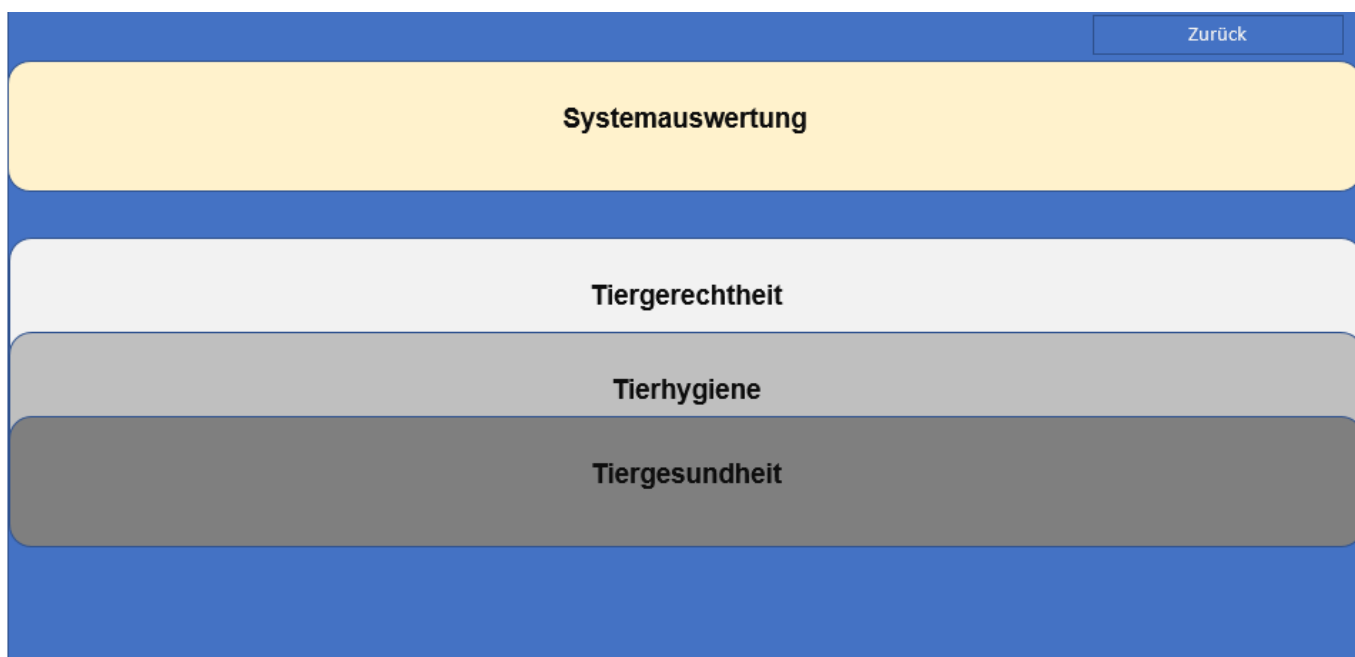 Zurück
Systemauswertung
Tiergerechtheit
Tierhygiene
Tiergesundheit